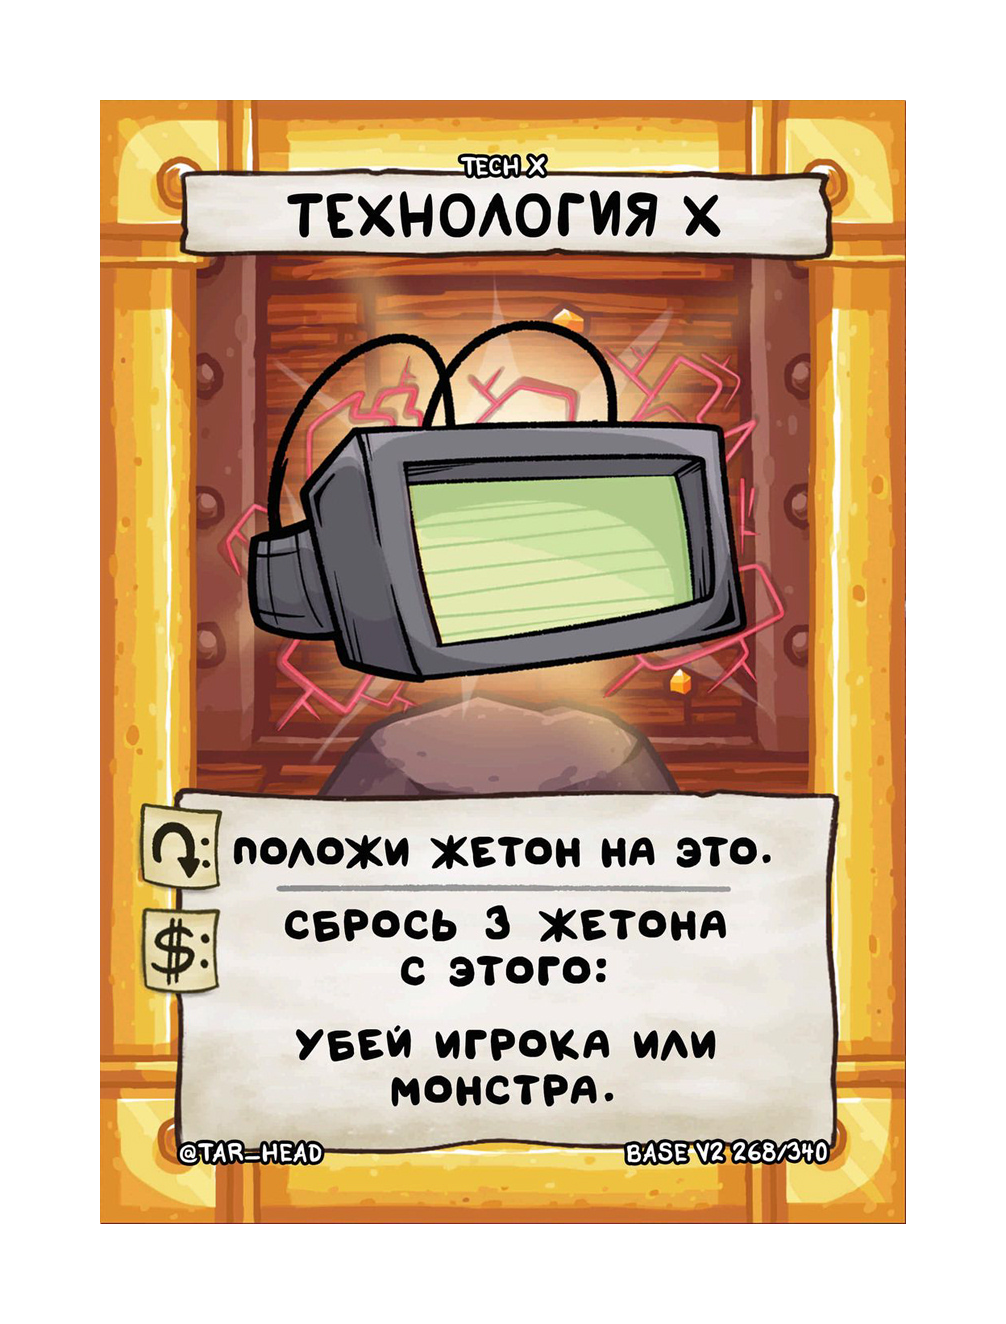 TECH X
ТЕХНОЛОГИЯ X
ПОЛОЖИ ЖЕТОН НА ЭТО.
$: СБРОСЬ 3 ЖЕТОНА
С ЭТОГО:
УБЕЙ ИГРОКА ИЛИ
МОНСТРА.
@TAR_HEAD
BASE V2 268/340